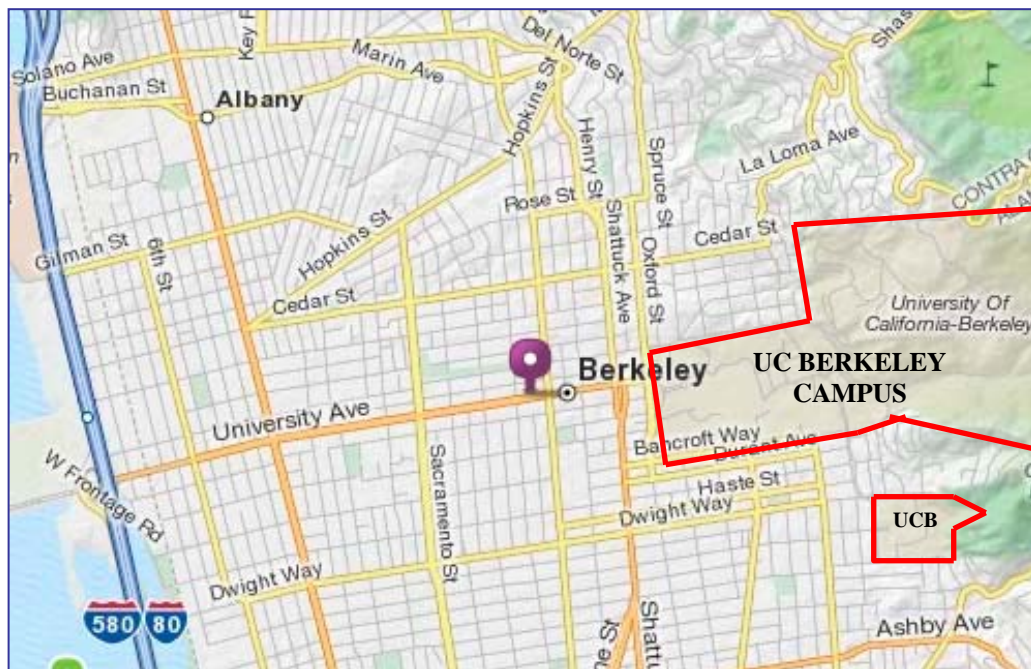 Solano Ave
Buchanan St
Albany
Marin Ave
Del Norte St
Hopkins St
Henry St
Spruce St
La Loma Ave
CONTRA
Rose St
Shattuck Ave
Oxford St
Cedar St
Gilman St
6th St
Hopkins St
Cedar St
University Of
California-Berkeley
UC BERKELEY
CAMPUS
Berkeley
University Ave
Bancroft Way
Durant Ave
Haste St
Dwight Way
Sacramento St
W Frontage Rd
UCB
Dwight Way
580
80
Ashby Ave